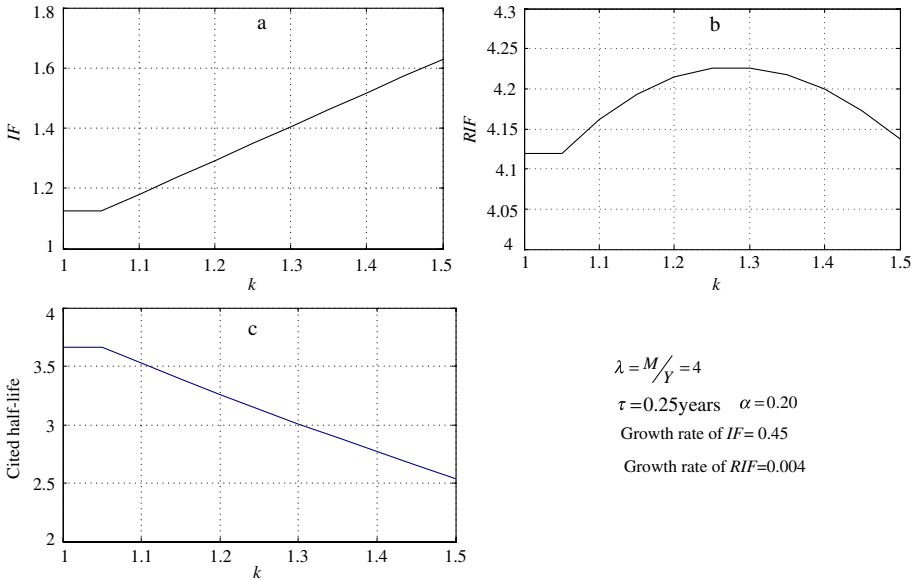 a
1.8
1.6
1.4
1.2
1
IF
1 1.1 1.2 1.3 1.4 1.5
k
b
4.3
4.25
4.2
4.15
4.1
4.05
4
RIF
1 1.1 1.2 1.3 1.4 1.5
k
c
4
3.5
3
2.5
2
Cited half-life
1 1.1 1.2 1.3 1.4 1.5
k
λ = M/Y = 4
τ = 0.25years α = 0.20
Growth rate of IF= 0.45
Growth rate of RIF=0.004